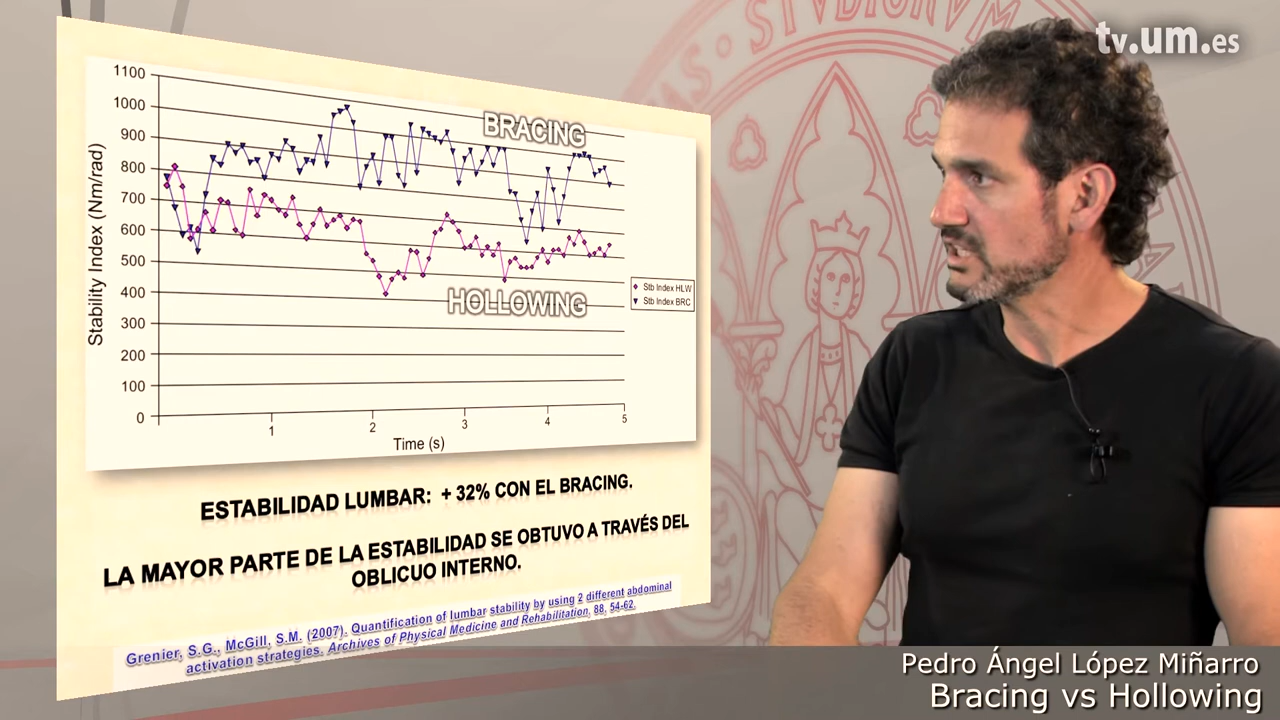 STVDIORVM
tv.um.es
1100
1000
900
800
700
600
500
400
300
200
100
0
Stability Index (Nm/rad)
BRACING
HOLLOWING
Stb Index HLW
Stb Index BRC
1 2 3 4 5
Time (s)
ESTABILIDAD LUMBAR: + 32% CON EL BRACING.
LA MAYOR PARTE DE LA ESTABILIDAD SE OBTUVO A TRAVÉS DEL
OBLICUO INTERNO.
Grenier, S.G., McGill, S.M. (2007). Quantification of lumbar stability by using 2 different abdominal
activation strategies. Archives of Physical Medicine and Rehabilitation, 88, 54-62.
Pedro Ángel López Miñarro
Bracing vs Hollowing